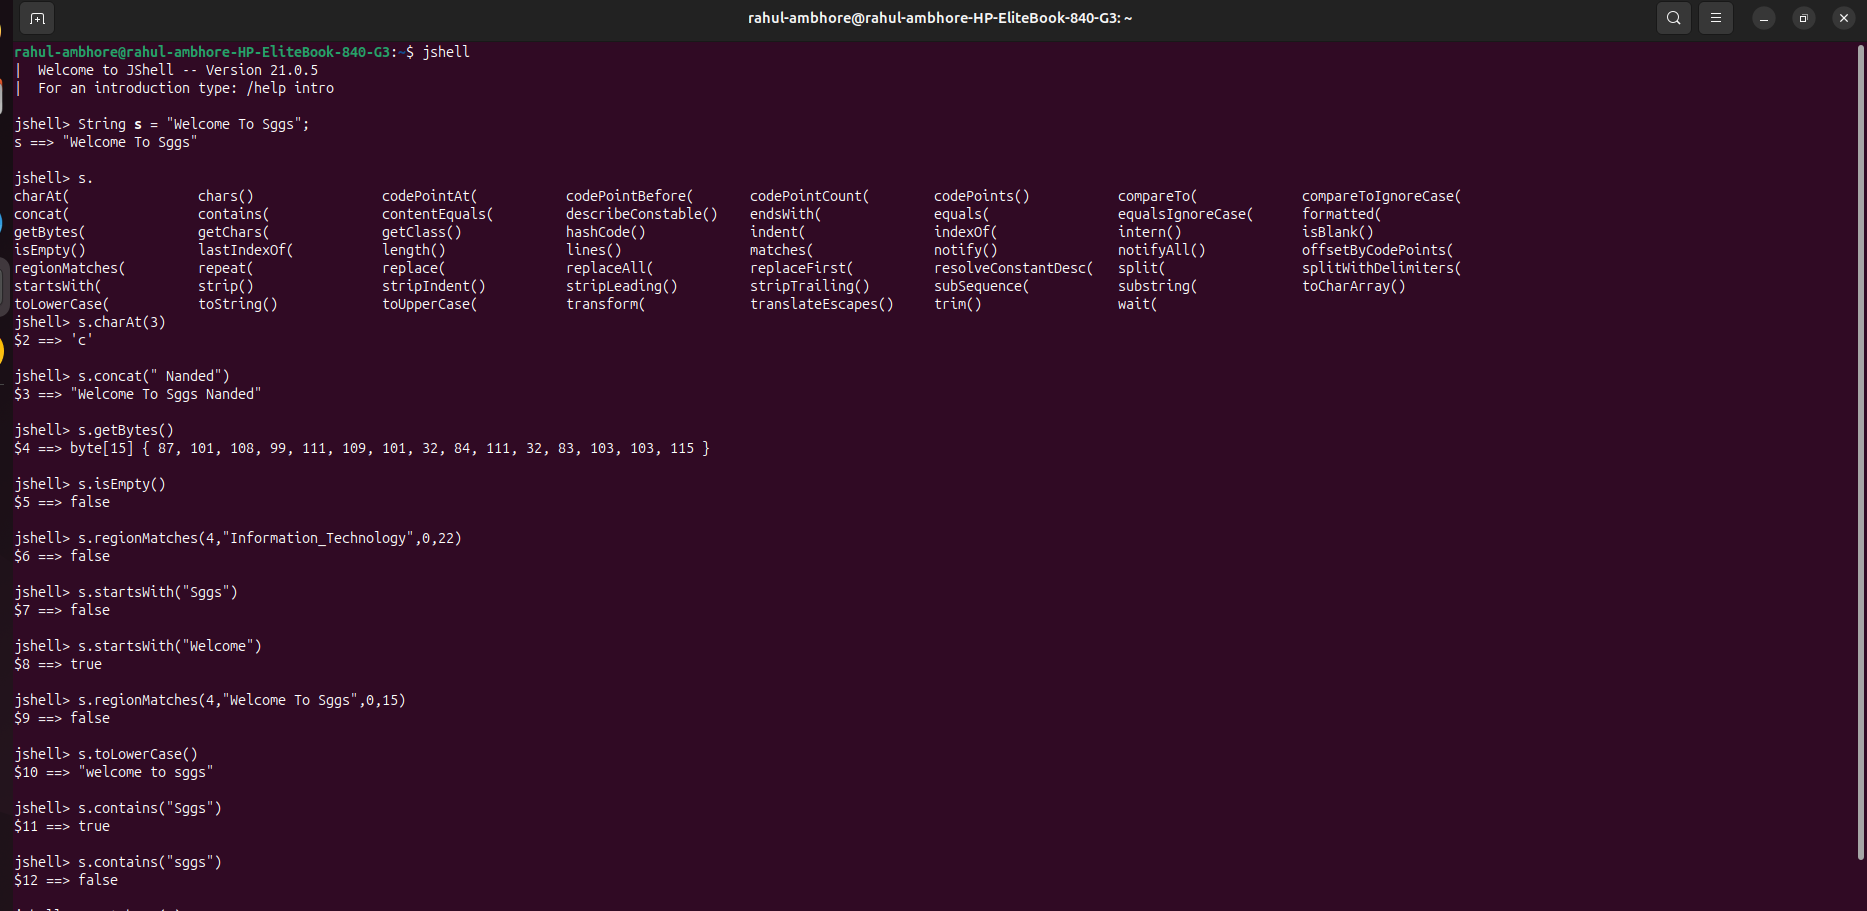 rahul-ambhore@rahul-ambhore-HP-EliteBook-840-G3: ~
rahul-ambhore@rahul-ambhore-HP-EliteBook-840-G3:~$ jshell
|  Welcome to JShell -- Version 21.0.5
|  For an introduction type: /help intro
jshell> String s = "Welcome To Sggs";
s ==> "Welcome To Sggs"
jshell> s.
charAt( chars() codePointAt( codePointBefore( codePointCount( codePoints() compareTo( compareToIgnoreCase(
concat( contains( contentEquals( describeConstable() endsWith( equals( equalsIgnoreCase( formatted(
getBytes( getChars( getClass() hashCode() indent( indexOf( intern() isBlank()
isEmpty() lastIndexOf( length() lines() matches( notify() notifyAll() offsetByCodePoints(
regionMatches( repeat( replace( replaceAll( replaceFirst( resolveConstantDesc( split( splitWithDelimiters(
startsWith( strip() stripIndent() stripLeading() stripTrailing() subSequence( substring( toCharArray()
toLowerCase( toString() toUpperCase( transform( translateEscapes() trim() wait(
jshell> s.charAt(3)
$2 ==> 'c'
jshell> s.concat(" Nanded")
$3 ==> "Welcome To Sggs Nanded"
jshell> s.getBytes()
$4 ==> byte[15] { 87, 101, 108, 99, 111, 109, 101, 32, 84, 111, 32, 83, 103, 103, 115 }
jshell> s.isEmpty()
$5 ==> false
jshell> s.regionMatches(4,"Information_Technology",0,22)
$6 ==> false
jshell> s.startsWith("Sggs")
$7 ==> false
jshell> s.startsWith("Welcome")
$8 ==> true
jshell> s.regionMatches(4,"Welcome To Sggs",0,15)
$9 ==> false
jshell> s.toLowerCase()
$10 ==> "welcome to sggs"
jshell> s.contains("Sggs")
$11 ==> true
jshell> s.contains("sggs")
$12 ==> false